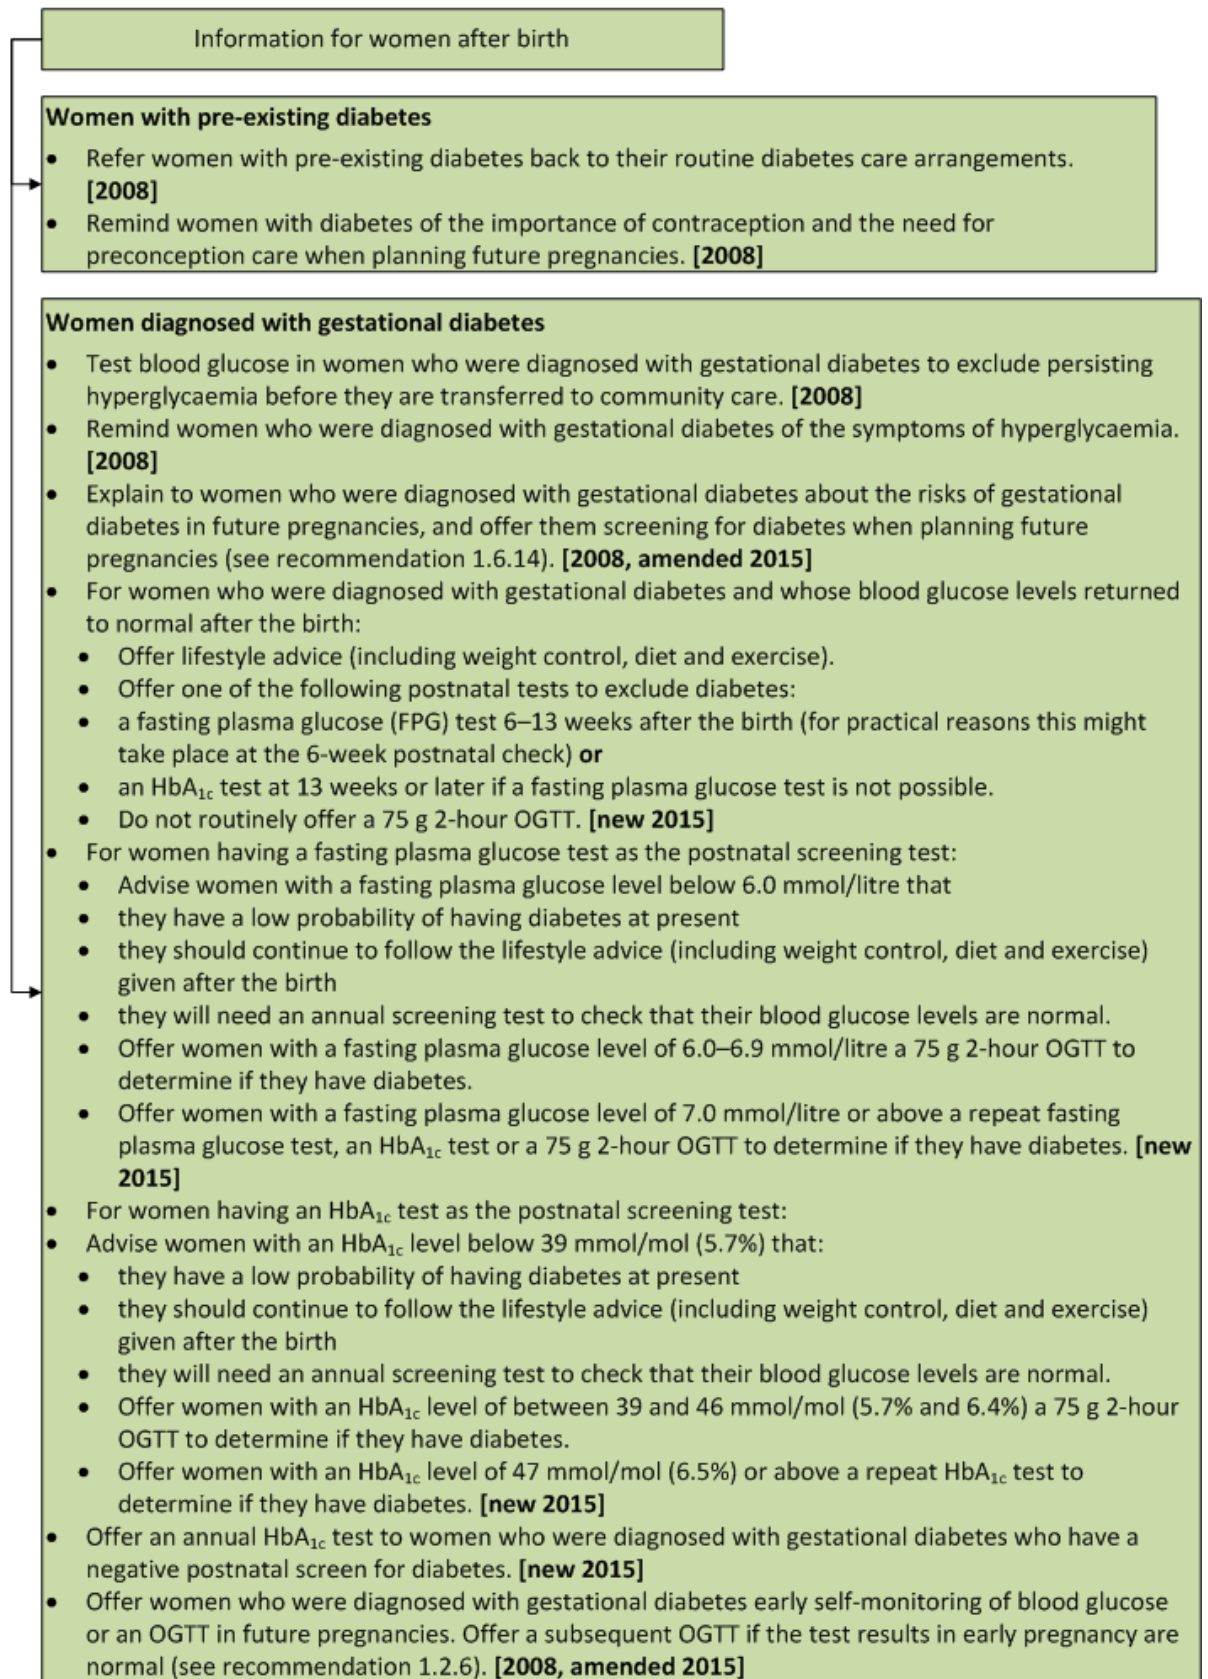 Information for women after birth
Women with pre-existing diabetes
• Refer women with pre-existing diabetes back to their routine diabetes care arrangements.
[2008]
• Remind women with diabetes of the importance of contraception and the need for
preconception care when planning future pregnancies. [2008]
Women diagnosed with gestational diabetes
• Test blood glucose in women who were diagnosed with gestational diabetes to exclude persisting
hyperglycaemia before they are transferred to community care. [2008]
• Remind women who were diagnosed with gestational diabetes of the symptoms of hyperglycaemia.
[2008]
• Explain to women who were diagnosed with gestational diabetes about the risks of gestational
diabetes in future pregnancies, and offer them screening for diabetes when planning future
pregnancies (see recommendation 1.6.14). [2008, amended 2015]
• For women who were diagnosed with gestational diabetes and whose blood glucose levels returned
to normal after the birth:
• Offer lifestyle advice (including weight control, diet and exercise).
• Offer one of the following postnatal tests to exclude diabetes:
• a fasting plasma glucose (FPG) test 6–13 weeks after the birth (for practical reasons this might
take place at the 6-week postnatal check) or
• an HbA1c test at 13 weeks or later if a fasting plasma glucose test is not possible.
• Do not routinely offer a 75 g 2-hour OGTT. [new 2015]
• For women having a fasting plasma glucose test as the postnatal screening test:
• Advise women with a fasting plasma glucose level below 6.0 mmol/litre that
• they have a low probability of having diabetes at present
• they should continue to follow the lifestyle advice (including weight control, diet and exercise)
given after the birth
• they will need an annual screening test to check that their blood glucose levels are normal.
• Offer women with a fasting plasma glucose level of 6.0–6.9 mmol/litre a 75 g 2-hour OGTT to
determine if they have diabetes.
• Offer women with a fasting plasma glucose level of 7.0 mmol/litre or above a repeat fasting
plasma glucose test, an HbA1c test or a 75 g 2-hour OGTT to determine if they have diabetes. [new
2015]
• For women having an HbA1c test as the postnatal screening test:
• Advise women with an HbA1c level below 39 mmol/mol (5.7%) that:
• they have a low probability of having diabetes at present
• they should continue to follow the lifestyle advice (including weight control, diet and exercise)
given after the birth
• they will need an annual screening test to check that their blood glucose levels are normal.
• Offer women with an HbA1c level of between 39 and 46 mmol/mol (5.7% and 6.4%) a 75 g 2-hour
OGTT to determine if they have diabetes.
• Offer women with an HbA1c level of 47 mmol/mol (6.5%) or above a repeat HbA1c test to
determine if they have diabetes. [new 2015]
• Offer an annual HbA1c test to women who were diagnosed with gestational diabetes who have a
negative postnatal screen for diabetes. [new 2015]
• Offer women who were diagnosed with gestational diabetes early self-monitoring of blood glucose
or an OGTT in future pregnancies. Offer a subsequent OGTT if the test results in early pregnancy are
normal (see recommendation 1.2.6). [2008, amended 2015]